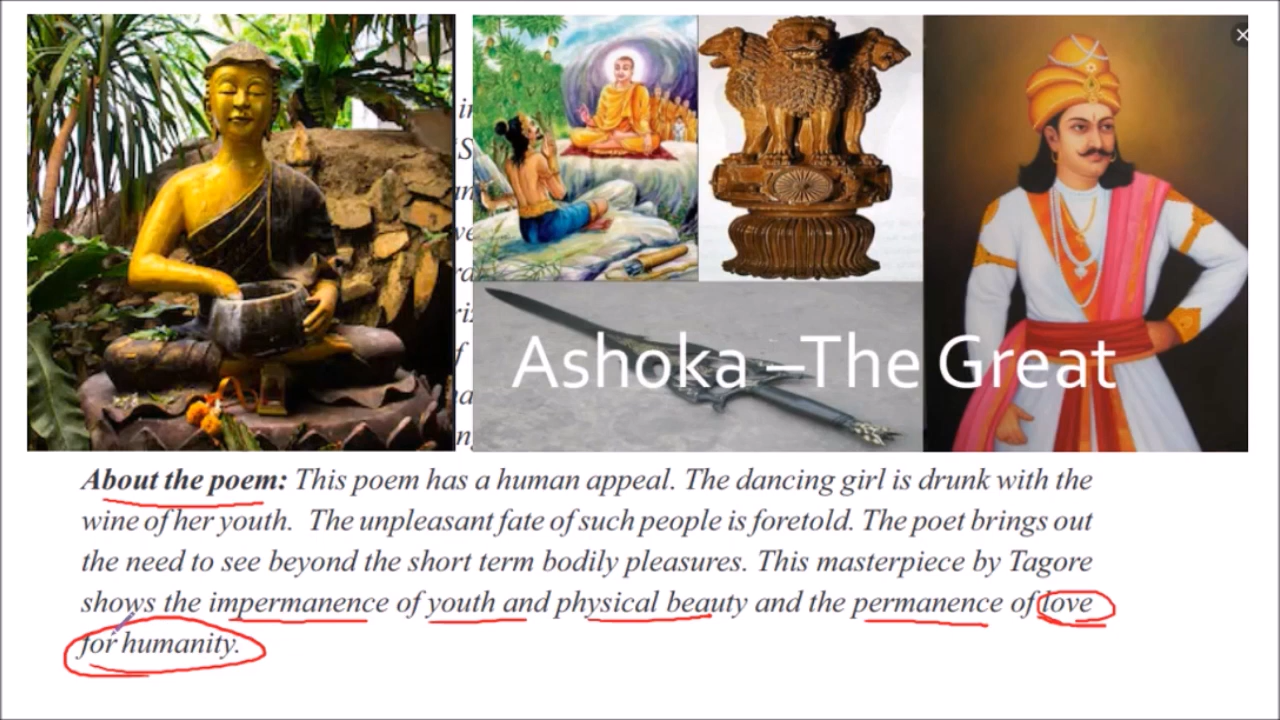 Ashoka –The Great
About the poem: This poem has a human appeal. The dancing girl is drunk with the
wine of her youth. The unpleasant fate of such people is foretold. The poet brings out
the need to see beyond the short term bodily pleasures. This masterpiece by Tagore
shows the impermanence of youth and physical beauty and the permanence of love
for humanity.